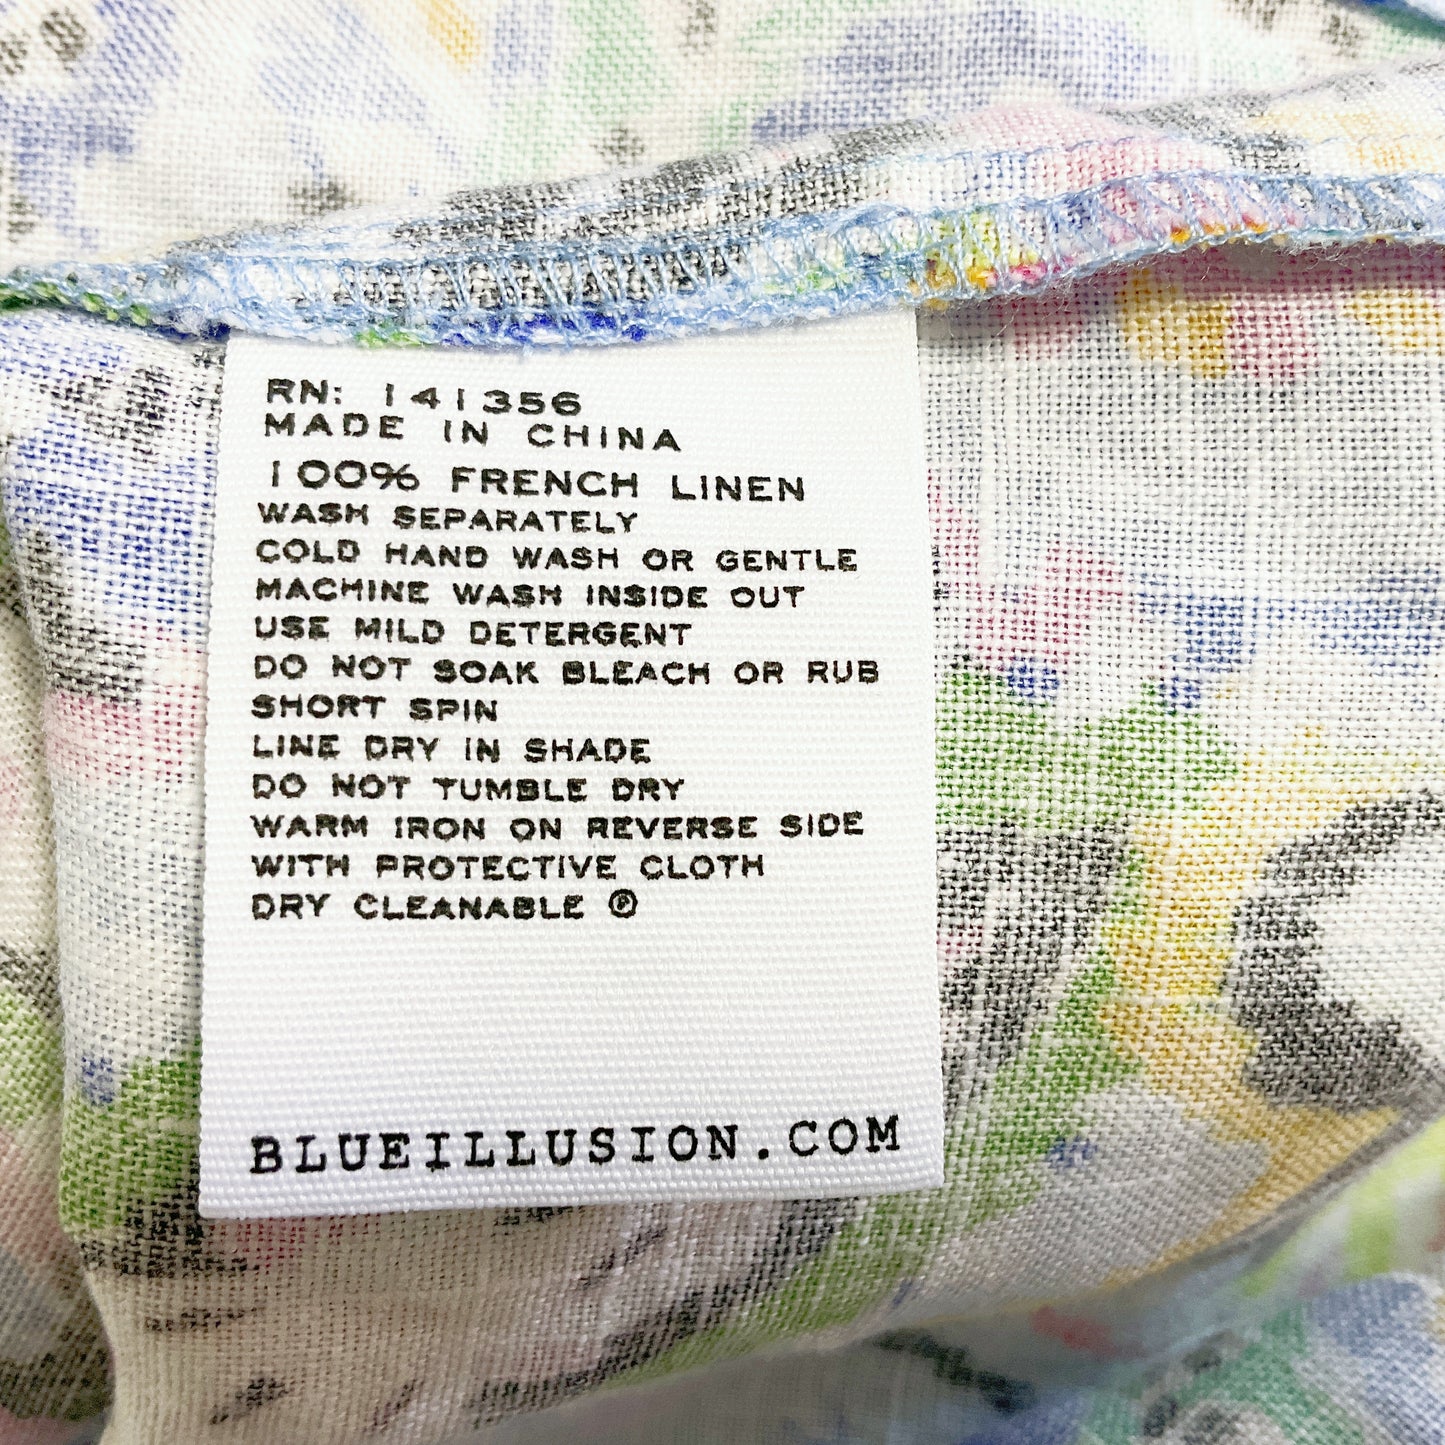 RN: 141356
MADE IN CHINA
100% FRENCH LINEN
WASH SEPARATELY
COLD HAND WASH OR GENTLE
MACHINE WASH INSIDE OUT
USE MILD DETERGENT
DO NOT SOAK BLEACH OR RUB
SHORT SPIN
LINE DRY IN SHADE
DO NOT TUMBLE DRY
WARM IRON ON REVERSE SIDE
WITH PROTECTIVE CLOTH
DRY CLEANABLE Ⓟ
BLUEILLUSION.COM